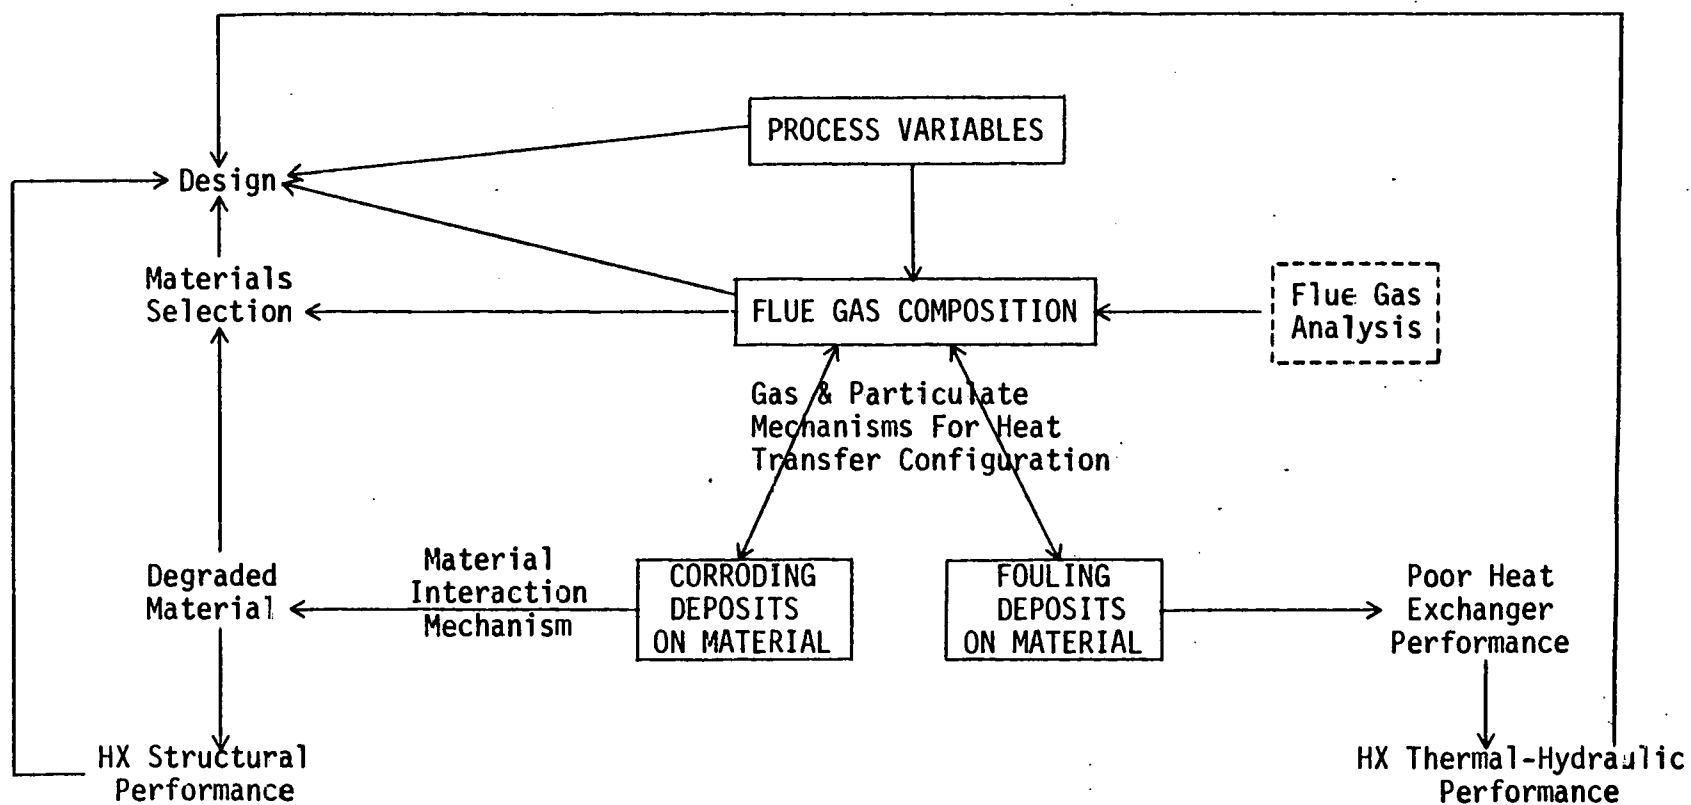 PROCESS VARIABLES
Design
Materials
Selection
FLUE GAS COMPOSITION
Flue Gas
Analysis
Gas & Particulate
Mechanisms For Heat
Transfer Configuration
Degraded
Material
Material
Interaction
Mechanism
CORRODING
DEPOSITS
ON MATERIAL
FOULING
DEPOSITS
ON MATERIAL
Poor Heat
Exchanger
Performance
HX Structural
Performance
HX Thermal-Hydraulic
Performance